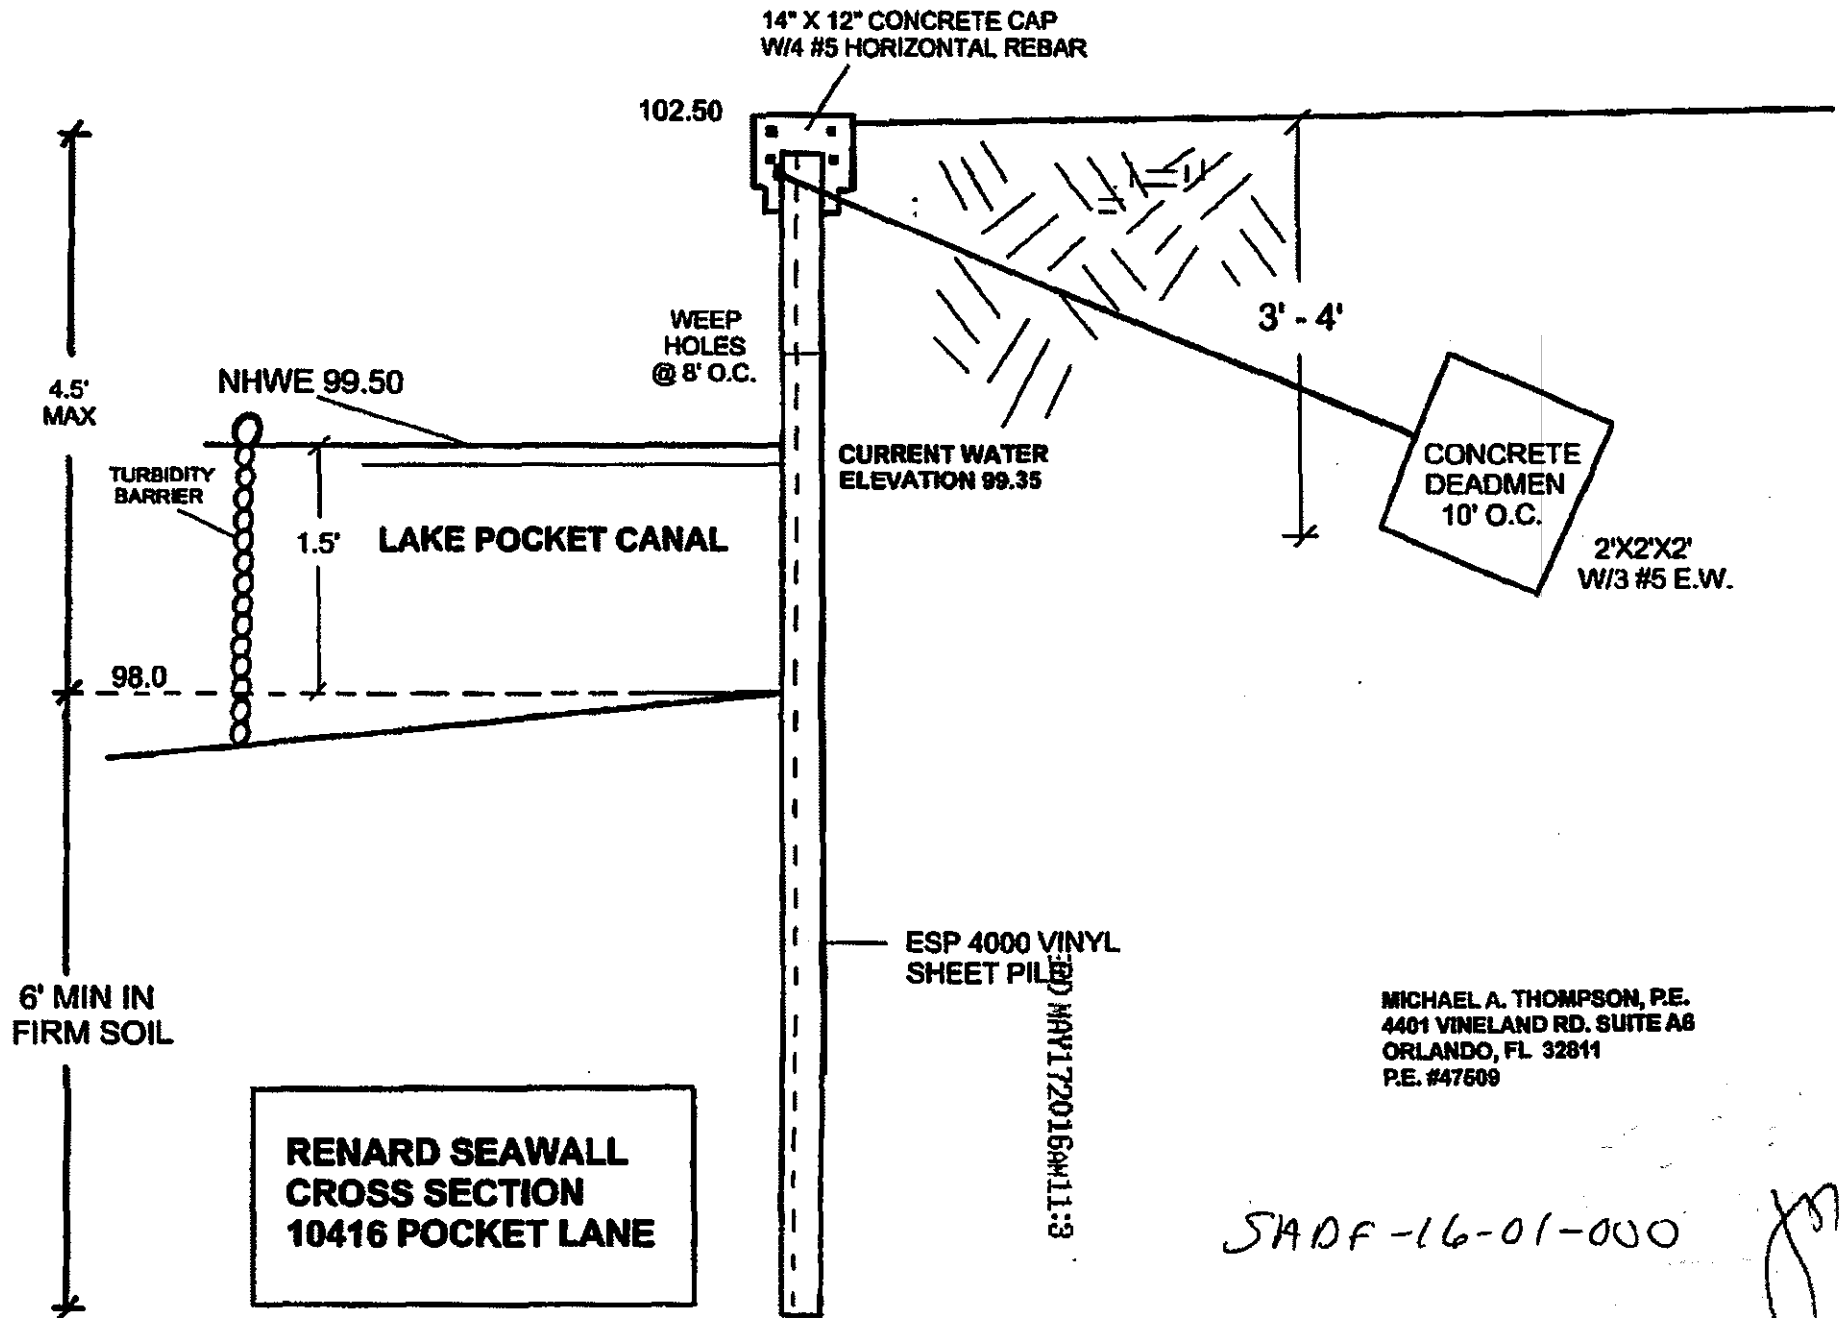 14" X 12" CONCRETE CAP
W/4 #5 HORIZONTAL REBAR
102.50
WEEP
HOLES
@ 8' O.C.
3' - 4'
4.5'
MAX
NHWE 99.50
TURBIDITY
BARRIER
1.5'
LAKE POCKET CANAL
CURRENT WATER
ELEVATION 99.35
CONCRETE
DEADMEN
10' O.C.
2'X2'X2'
W/3 #5 E.W.
98.0
ESP 4000 VINYL
SHEET PILE
6' MIN IN
FIRM SOIL
MAY172016AM11:3
MICHAEL A. THOMPSON, P.E.
4401 VINELAND RD. SUITE A6
ORLANDO, FL 32811
P.E. #47509
RENARD SEAWALL
CROSS SECTION
10416 POCKET LANE
SADF-16-01-000